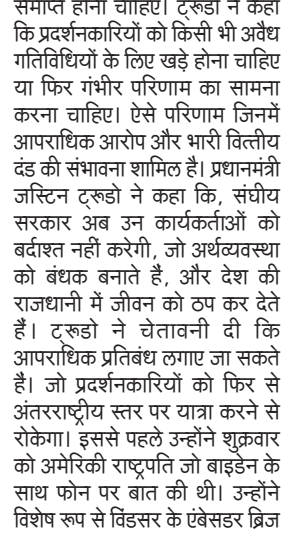 समाप्त होना चाहिए। ट्रूडो ने कहा
कि प्रदर्शनकारियों को किसी भी अवैध
गतिविधियों के लिए खड़े होना चाहिए
या फिर गंभीर परिणाम का सामना
करना चाहिए। ऐसे परिणाम जिनमें
आपराधिक आरोप और भारी वित्तीय
दंड की संभावना शामिल है। प्रधानमंत्री
जस्टिन ट्रूडो ने कहा कि, संघीय
सरकार अब उन कार्यकर्ताओं को
बर्दाश्त नहीं करेगी, जो अर्थव्यवस्था
को बंधक बनाते है, और देश की
राजधानी में जीवन को ठप कर देते
हैं। ट्रूडो ने चेतावनी दी कि
आपराधिक प्रतिबंध लगाए जा सकते
हैं। जो प्रदर्शनकारियों को फिर से
अंतरराष्ट्रीय स्तर पर यात्रा करने से
रोकेगा। इससे पहले उन्होंने शुक्रवार
को अमेरिकी राष्ट्रपति जो बाइडेन के
साथ फोन पर बात की थी। उन्होंने
विशेष रूप से विंडसर के एंबेसडर ब्रिज